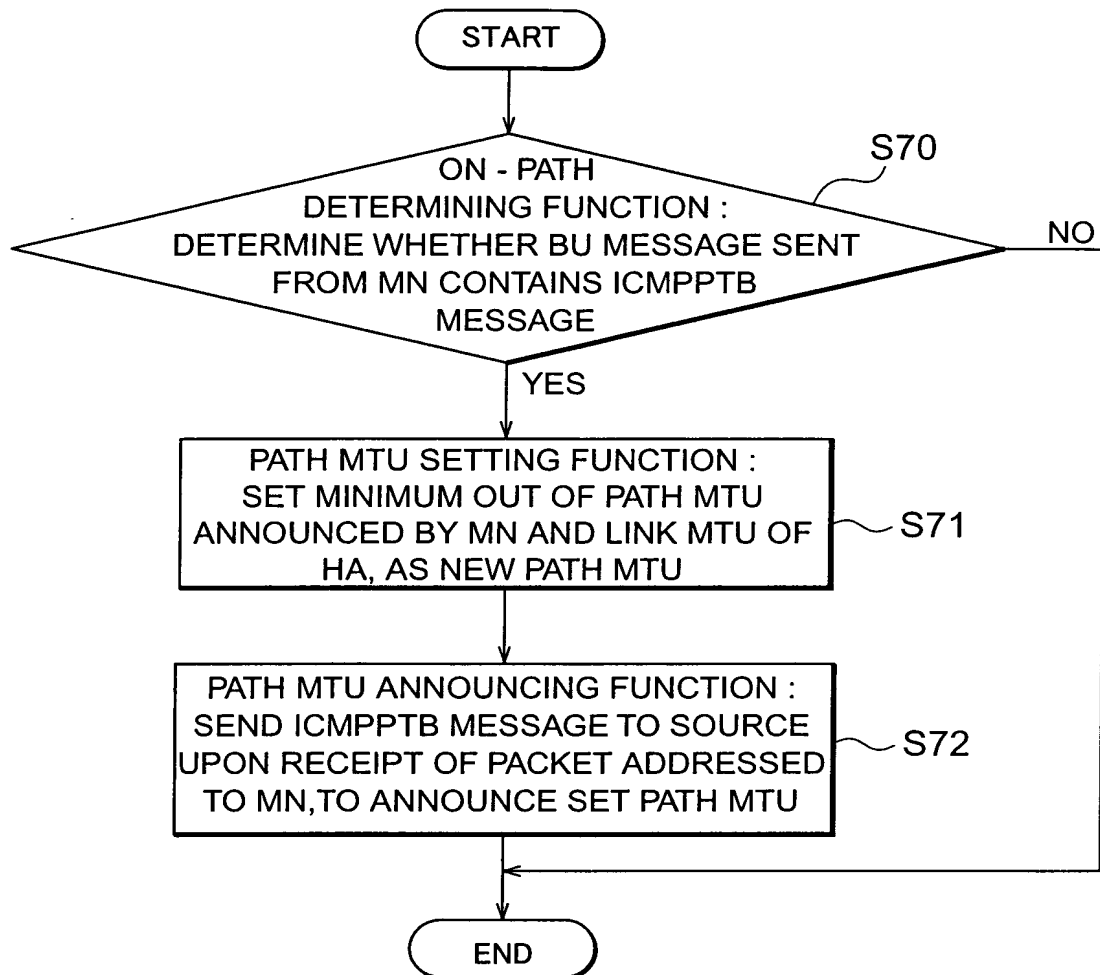 START
ON - PATH
DETERMINING FUNCTION :
DETERMINE WHETHER BU MESSAGE SENT
FROM MN CONTAINS ICMPPTB
MESSAGE
S70
NO
YES
PATH MTU SETTING FUNCTION :
SET MINIMUM OUT OF PATH MTU
ANNOUNCED BY MN AND LINK MTU OF
HA, AS NEW PATH MTU
S71
PATH MTU ANNOUNCING FUNCTION :
SEND ICMPPTB MESSAGE TO SOURCE
UPON RECEIPT OF PACKET ADDRESSED
TO MN,TO ANNOUNCE SET PATH MTU
S72
END